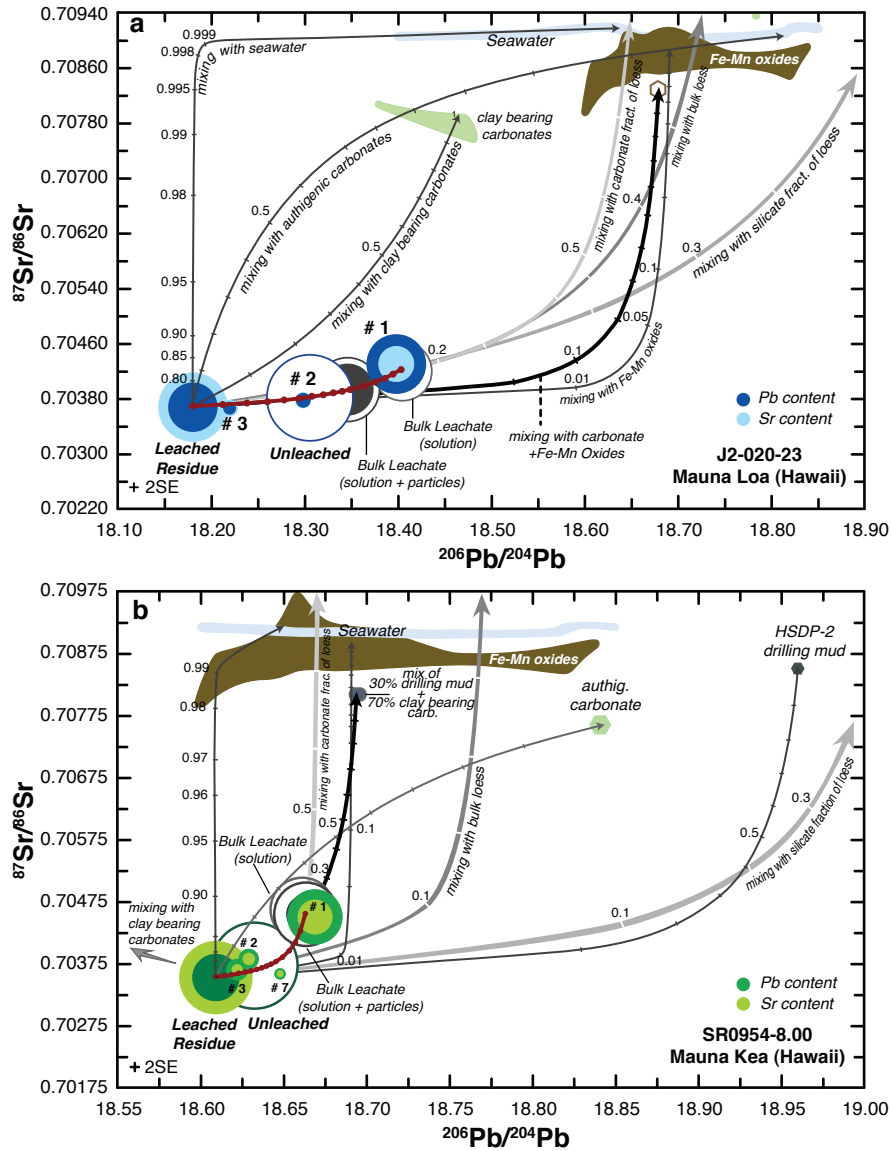 a
0.70940
0.70860
0.70780
0.70700
0.70620
0.70540
0.70460
0.70380
0.70300
0.70220
87Sr/86Sr
0.999
0.998
0.995
0.99
0.98
0.95
0.90
0.85
0.80
mixing with seawater
Seawater
Fe-Mn oxides
clay bearing
carbonates
1
mixing with authigenic carbonates
0.5
mixing with clay bearing carbonates
0.5
mixing with carbonate fract. of loess
0.5
mixing with bulk loess
0.4
mixing with silicate fract. of loess
0.3
0.2
0.1
0.05
0.1
0.01
mixing with Fe-Mn oxides
mixing with carbonate
+Fe-Mn Oxides
# 1
# 2
# 3
Leached
Residue
Unleached
Bulk Leachate
(solution)
Bulk Leachate
(solution + particles)
Pb content
Sr content
J2-020-23
Mauna Loa (Hawaii)
+ 2SE
18.10 18.20 18.30 18.40 18.50 18.60 18.70 18.80 18.90
206Pb/204Pb
b
0.70975
0.70875
0.70775
0.70675
0.70575
0.70475
0.70375
0.70275
0.70175
87Sr/86Sr
0.99
0.98
0.97
0.96
0.95
0.90
Seawater
Fe-Mn oxides
HSDP-2
drilling mud
mix of
30% drilling mud
+
70% clay bearing
carb.
authig.
carbonate
mixing with carbonate frac. of loess
0.5
0.5
0.3
0.1
mixing with bulk loess
0.1
0.5
0.3
mixing with silicate fraction of loess
0.1
0.01
Bulk Leachate
(solution)
mixing with
clay bearing
carbonates
# 1
# 2
# 3
# 7
Bulk Leachate
(solution + particles)
Leached
Residue
Unleached
Pb content
Sr content
SR0954-8.00
Mauna Kea (Hawaii)
+ 2SE
18.55 18.60 18.65 18.70 18.75 18.80 18.85 18.90 18.95 19.00
206Pb/204Pb